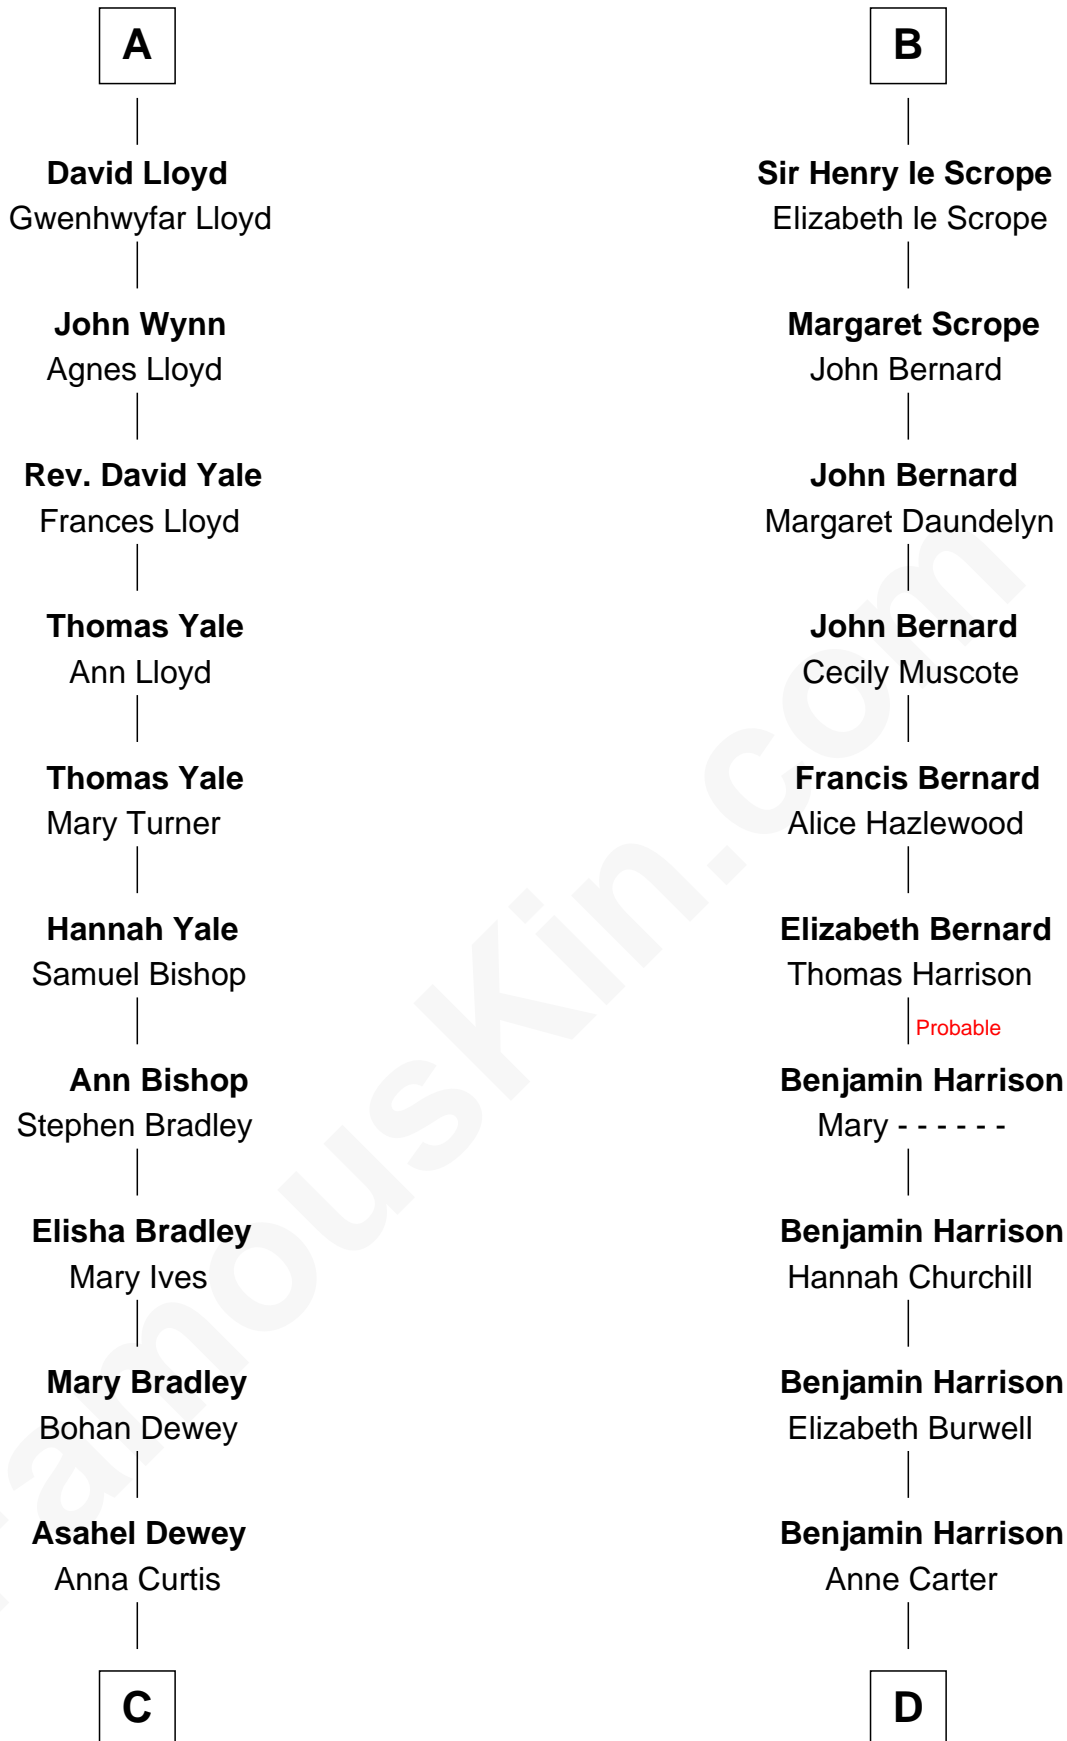 A
David Lloyd
Gwenhwyfar Lloyd
John Wynn
Agnes Lloyd
Rev. David Yale
Frances Lloyd
Thomas Yale
Ann Lloyd
Thomas Yale
Mary Turner
Hannah Yale
Samuel Bishop
Ann Bishop
Stephen Bradley
Elisha Bradley
Mary Ives
Mary Bradley
Bohan Dewey
Asahel Dewey
Anna Curtis
C
B
Sir Henry le Scrope
Elizabeth le Scrope
Margaret Scrope
John Bernard
John Bernard
Margaret Daundelyn
John Bernard
Cecily Muscote
Francis Bernard
Alice Hazlewood
Elizabeth Bernard
Thomas Harrison
Probable
Benjamin Harrison
Mary - - - - - -
Benjamin Harrison
Hannah Churchill
Benjamin Harrison
Elizabeth Burwell
Benjamin Harrison
Anne Carter
D
FamousKin.com